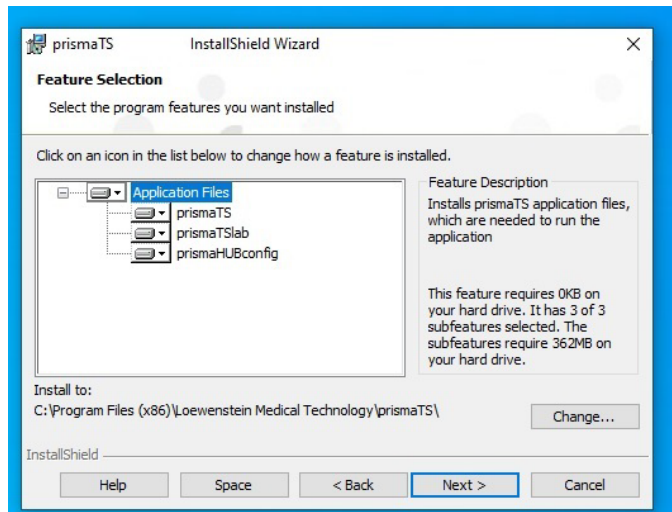 prismaTS InstallShield Wizard
Feature Selection
Select the program features you want installed
Click on an icon in the list below to change how a feature is installed.
Application Files
prismaTS
prismaTSlab
prismaHUBconfig
Feature Description
Installs prismaTS application files,
which are needed to run the
application
This feature requires 0KB on
your hard drive. It has 3 of 3
subfeatures selected. The
subfeatures require 362MB on
your hard drive.
Install to:
C:\Program Files (x86)\Loewenstein Medical Technology\prismaTS\
Change...
InstallShield
Help
Space
< Back
Next >
Cancel